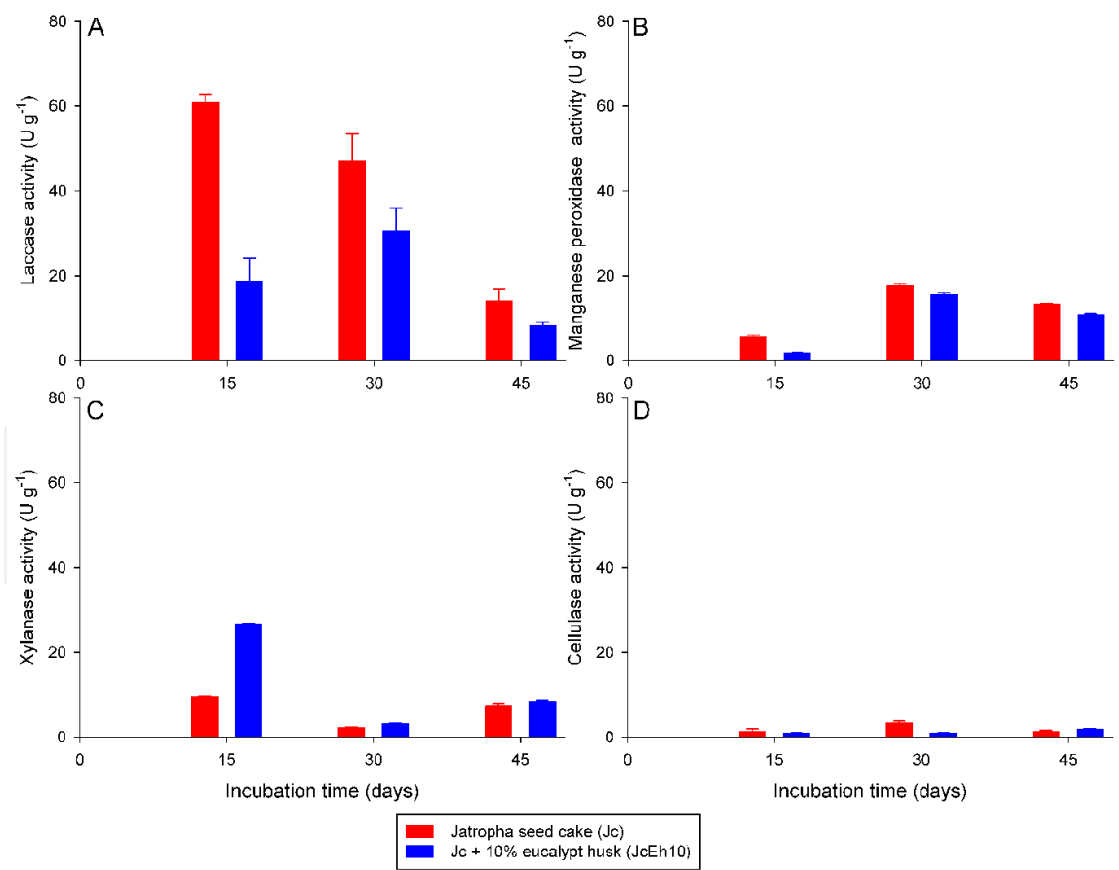 A
80
60
40
20
0
Laccase activity (U g⁻¹)
0 15 30 45
B
80
60
40
20
0
Manganese peroxidase activity (U g⁻¹)
0 15 30 45
C
80
60
40
20
0
Xylanase activity (U g⁻¹)
0 15 30 45
Incubation time (days)
D
80
60
40
20
0
Cellulase activity (U g⁻¹)
0 15 30 45
Incubation time (days)
Jatropha seed cake (Jc)
Jc + 10% eucalypt husk (JcEh10)